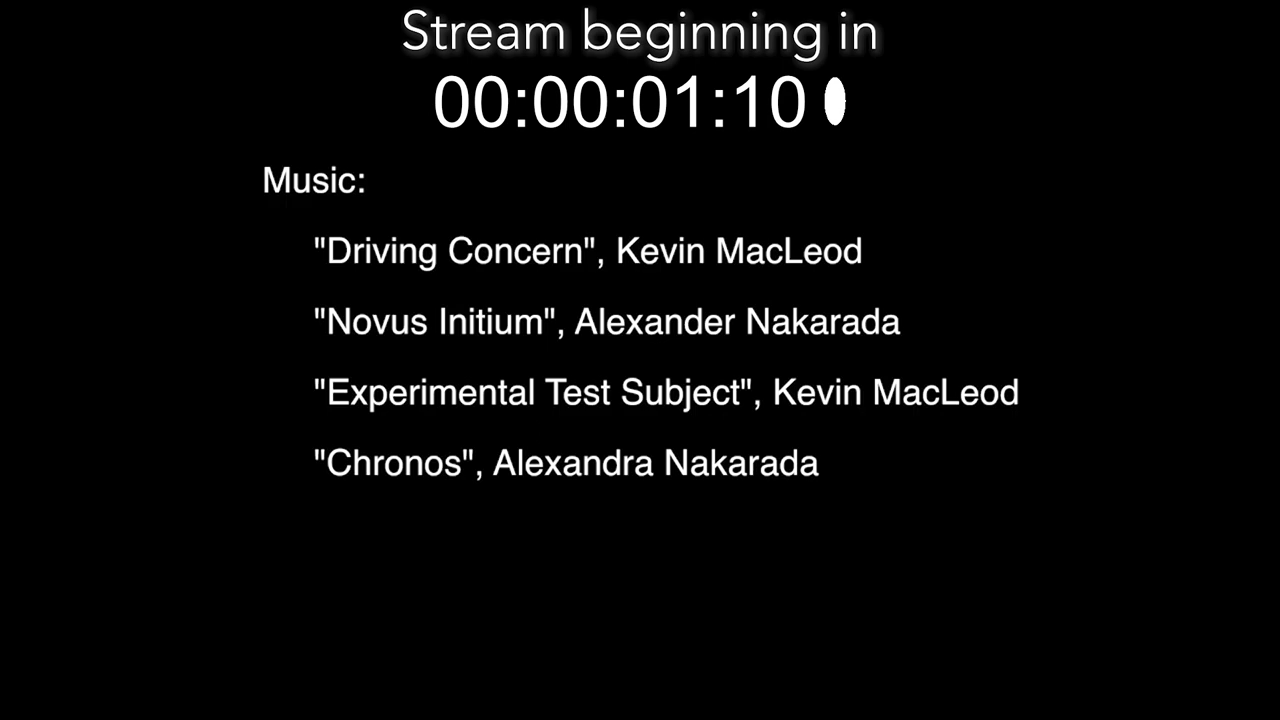 Stream beginning in
00:00:01:10
Music:
"Driving Concern", Kevin MacLeod
"Novus Initium", Alexander Nakarada
"Experimental Test Subject", Kevin MacLeod
"Chronos", Alexandra Nakarada